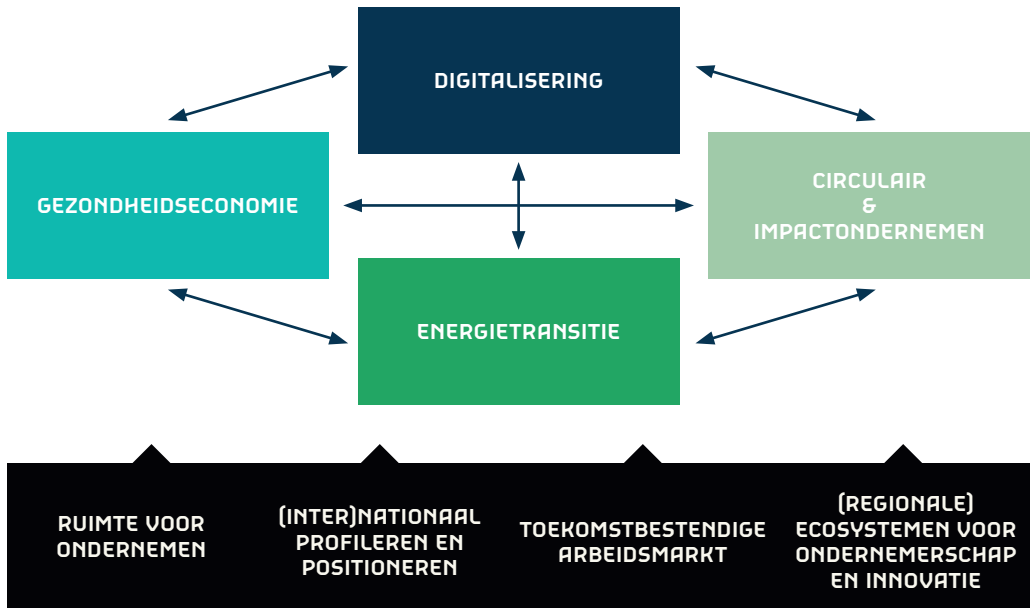 DIGITALISERING
GEZONDHEIDSECONOMIE
CIRCULAIR
&
IMPACTONDERNEMEN
ENERGIETRANSITIE
RUIMTE VOOR
ONDERNEMEN
(INTER)NATIONAAL
PROFILEREN EN
POSITIONEREN
TOEKOMSTBESTENDIGE
ARBEIDSMARKT
(REGIONALE)
ECOSYSTEMEN VOOR
ONDERNEMERSCHAP
EN INNOVATIE